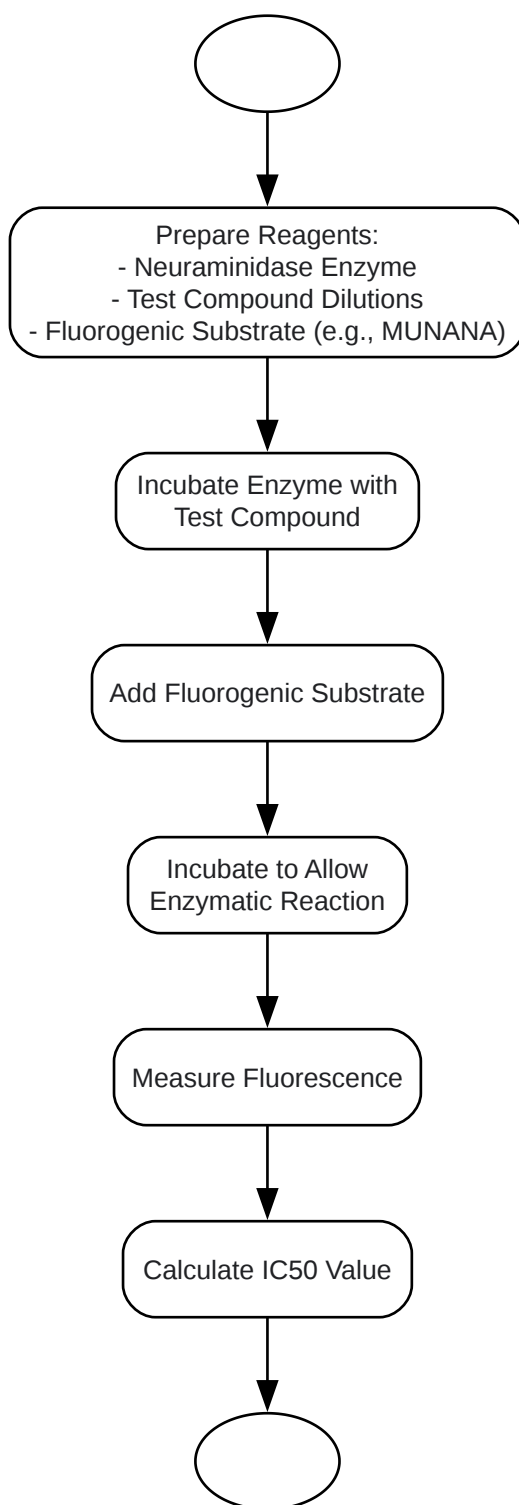 Prepare Reagents:
- Neuraminidase Enzyme
- Test Compound Dilutions
- Fluorogenic Substrate (e.g., MUNANA)
Incubate Enzyme with
Test Compound
Add Fluorogenic Substrate
Incubate to Allow
Enzymatic Reaction
Measure Fluorescence
Calculate IC50 Value